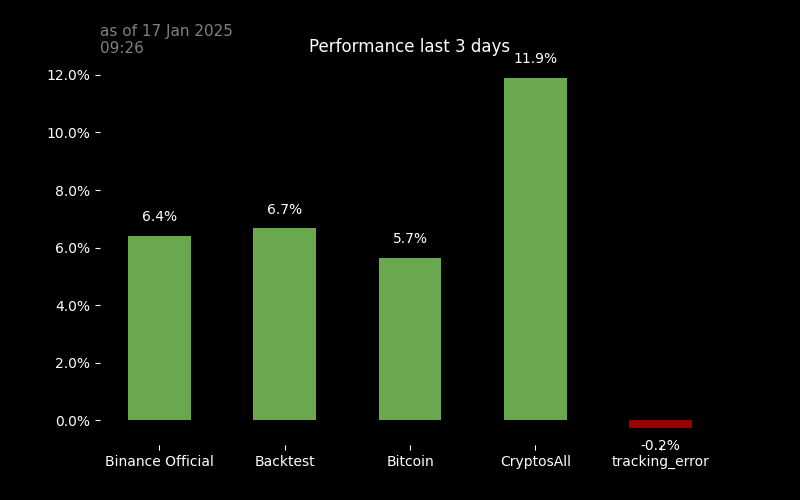 as of 17 Jan 2025
09:26
Performance last 3 days
12.0%
10.0%
8.0%
6.0%
4.0%
2.0%
0.0%
6.4%
6.7%
5.7%
11.9%
-0.2%
Binance Official
Backtest
Bitcoin
CryptosAll
tracking_error